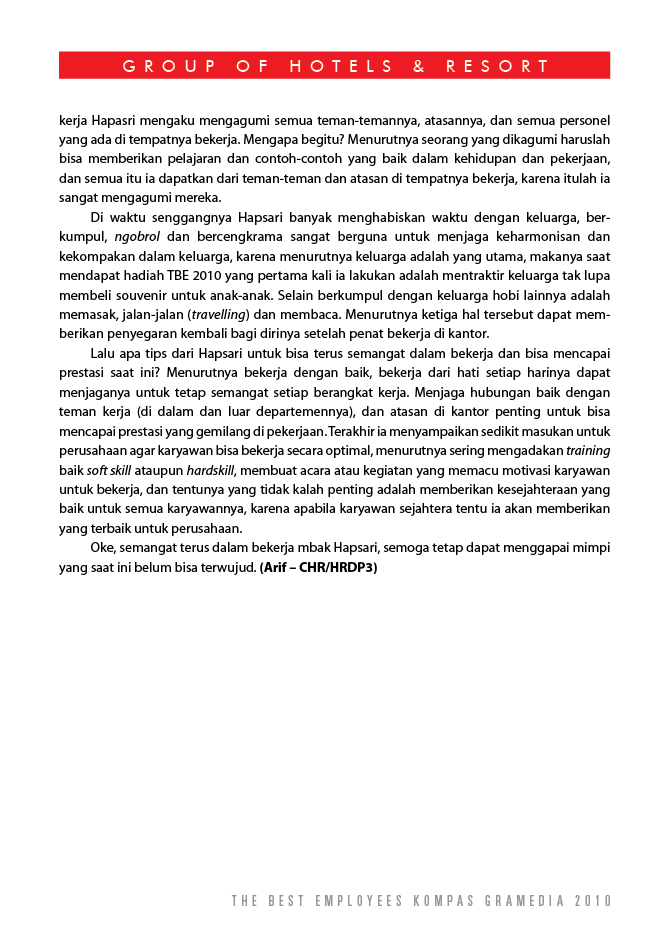 GROUP OF HOTELS & RESORT
kerja Hapasri mengaku mengagumi semua teman-temannya, atasannya, dan semua personel
yang ada di tempatnya bekerja. Mengapa begitu? Menurutnya seorang yang dikagumi haruslah
bisa memberikan pelajaran dan contoh-contoh yang baik dalam kehidupan dan pekerjaan,
dan semua itu ia dapatkan dari teman-teman dan atasan di tempatnya bekerja, karena itulah ia
sangat mengagumi mereka.
Di waktu senggangnya Hapsari banyak menghabiskan waktu dengan keluarga, ber-
kumpul, ngobrol dan bercengkrama sangat berguna untuk menjaga keharmonisan dan
kekompakan dalam keluarga, karena menurutnya keluarga adalah yang utama, makanya saat
mendapat hadiah TBE 2010 yang pertama kali ia lakukan adalah mentraktir keluarga tak lupa
membeli souvenir untuk anak-anak. Selain berkumpul dengan keluarga hobi lainnya adalah
memasak, jalan-jalan (travelling) dan membaca. Menurutnya ketiga hal tersebut dapat mem-
berikan penyegaran kembali bagi dirinya setelah penat bekerja di kantor.
Lalu apa tips dari Hapsari untuk bisa terus semangat dalam bekerja dan bisa mencapai
prestasi saat ini? Menurutnya bekerja dengan baik, bekerja dari hati setiap harinya dapat
menjaganya untuk tetap semangat setiap berangkat kerja. Menjaga hubungan baik dengan
teman kerja (di dalam dan luar departemennya), dan atasan di kantor penting untuk bisa
mencapai prestasi yang gemilang di pekerjaan. Terakhir ia menyampaikan sedikit masukan untuk
perusahaan agar karyawan bisa bekerja secara optimal, menurutnya sering mengadakan training
baik soft skill ataupun hardskill, membuat acara atau kegiatan yang memacu motivasi karyawan
untuk bekerja, dan tentunya yang tidak kalah penting adalah memberikan kesejahteraan yang
baik untuk semua karyawannya, karena apabila karyawan sejahtera tentu ia akan memberikan
yang terbaik untuk perusahaan.
Oke, semangat terus dalam bekerja mbak Hapsari, semoga tetap dapat menggapai mimpi
yang saat ini belum bisa terwujud. (Arif – CHR/HRDP3)
THE BEST EMPLOYEES KOMPAS GRAMEDIA 2010